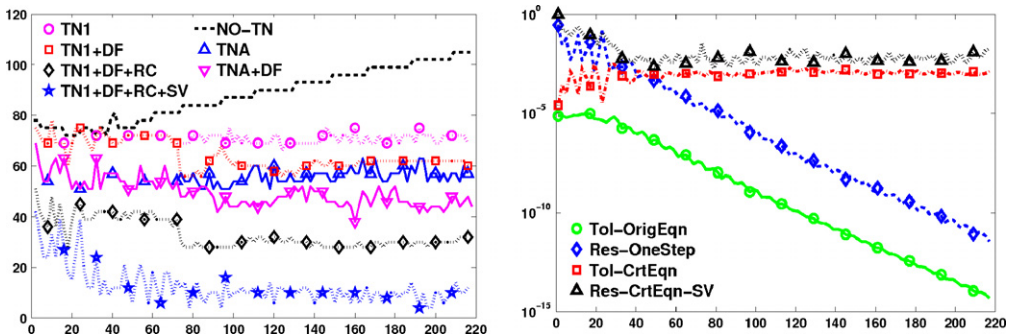 120
100
80
60
40
20
0
0 20 40 60 80 100 120 140 160 180 200 220
TN1
TN1+DF
TN1+DF+RC
TN1+DF+RC+SV
NO−TN
TNA
TNA+DF
10^0
10^−5
10^−10
10^−15
0 20 40 60 80 100 120 140 160 180 200 220
Tol−OrigEqn
Res−OneStep
Tol−CrtEqn
Res−CrtEqn−SV